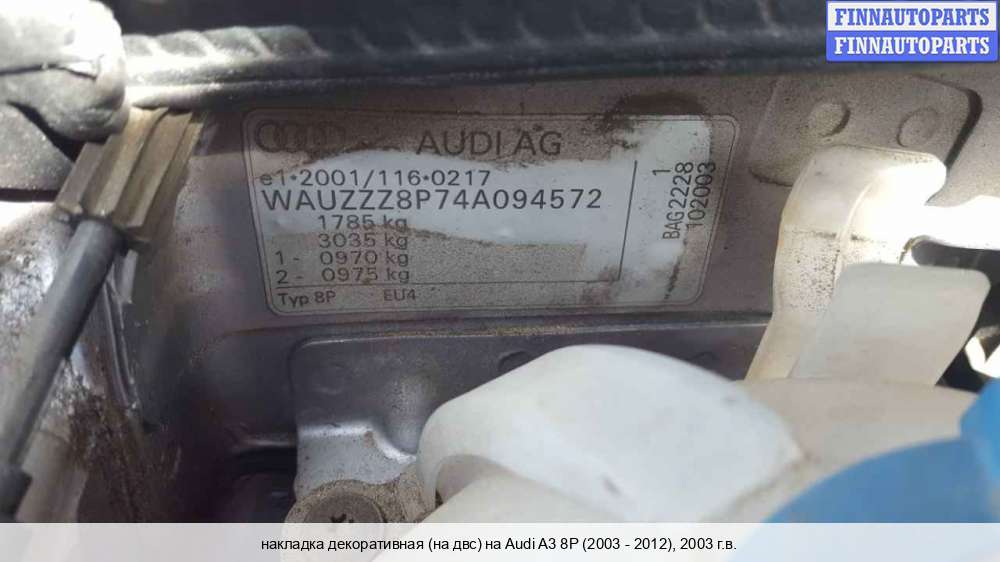 FINNAUTOPARTS
FINNAUTOPARTS
AUDI AG
e1*2001/116*0217
WAUZZZ8P74A094572
1785 kg
3035 kg
1 - 0970 kg
2 - 0975 kg
Typ 8P EU4
BAG22228 1
102003
накладка декоративная (на двс) на Audi A3 8P (2003 - 2012), 2003 г.в.